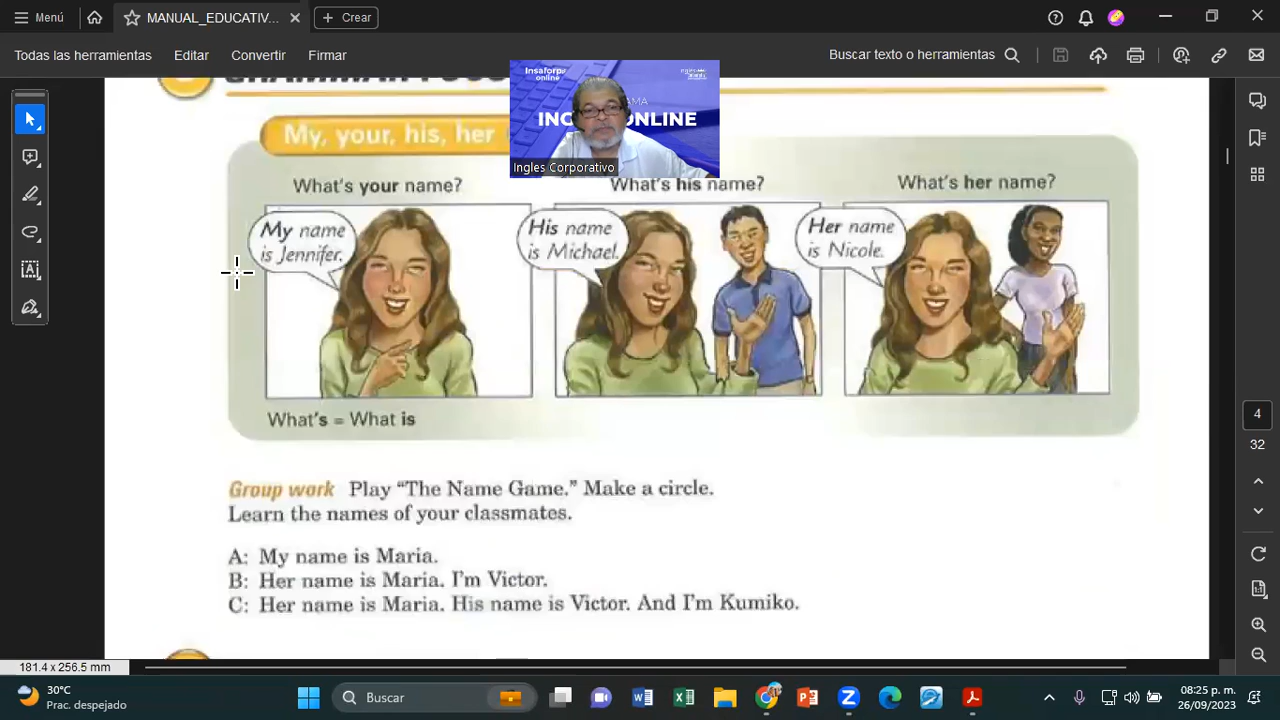 Menú
MANUAL_EDUCATIV...
Crear
Todas las herramientas
Editar
Convertir
Firmar
Buscar texto o herramientas
Insaforp
online
ONLINE
Ingles Corporativo
My, your, his, her
What's your name?
What's his name?
What's her name?
My name
is Jennifer.
His name
is Michael.
Her name
is Nicole.
What's = What is
Group work Play “The Name Game.” Make a circle.
Learn the names of your classmates.
A: My name is Maria.
B: Her name is Maria. I'm Victor.
C: Her name is Maria. His name is Victor. And I'm Kumiko.
4
32
181.4 x 256.5 mm
30°C
Prc. despejado
Buscar
08:25 p. m.
26/09/2023